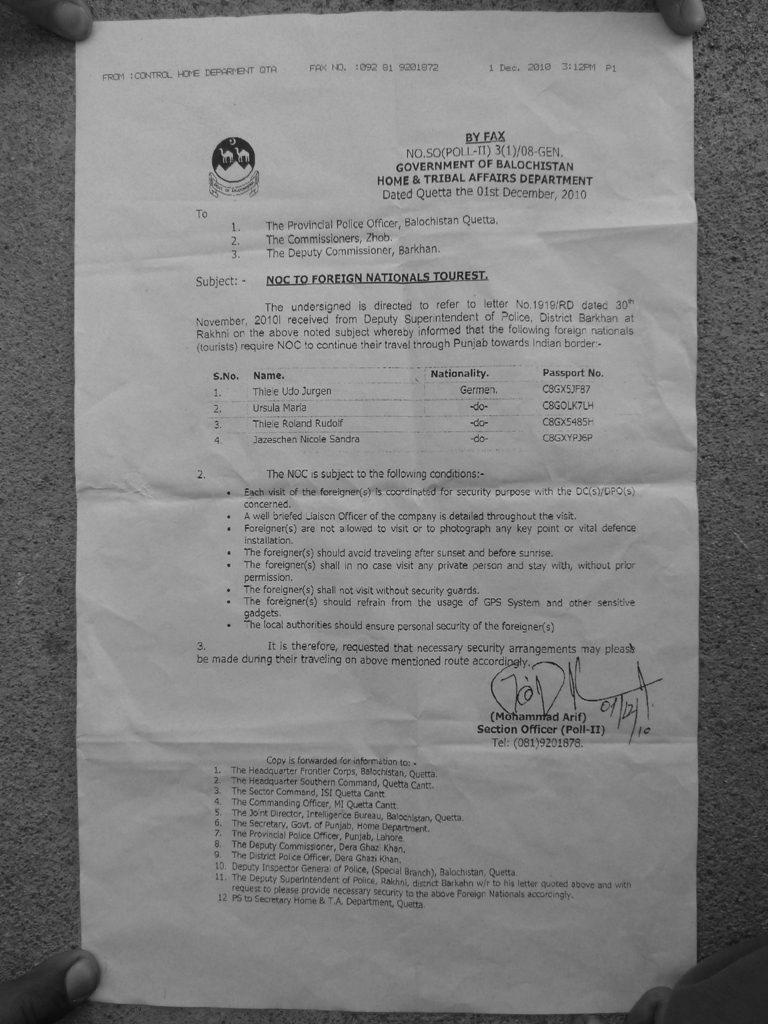 FROM :CONTROL HOME DEPARMENT QTA FAX NO. :092 81 9201872 1 Dec. 2010 3:12PM P1
BY FAX
NO.SO(POLL-II) 3(1)/08-GEN.
GOVERNMENT OF BALOCHISTAN
HOME & TRIBAL AFFAIRS DEPARTMENT
Dated Quetta the 01st December, 2010
To
1. The Provincial Police Officer, Balochistan Quetta.
2. The Commissioners, Zhob.
3. The Deputy Commissioner, Barkhan.
Subject: - NOC TO FOREIGN NATIONALS TOUREST.
The undersigned is directed to refer to letter No.1919/RD dated 30th
November, 2010I received from Deputy Superintendent of Police, District Barkhan at
Rakhni on the above noted subject whereby informed that the following foreign nationals
(tourists) require NOC to continue their travel through Punjab towards Indian border:-
S.No. Name. Nationality. Passport No.
1. Thiele Udo Jurgen Germen. C8GX5JF87
2. Ursula Maria -do- C8GOLK7LH
3. Thiele Roland Rudolf -do- C8GX5485H
4. Jazeschen Nicole Sandra -do- C8GXYPJ6P
2. The NOC is subject to the following conditions:-
• Each visit of the foreigner(s) is coordinated for security purpose with the DC(s)/DPO(s)
concerned.
• A well briefed Liaison Officer of the company is detailed throughout the visit.
• Foreigner(s) are not allowed to visit or to photograph any key point or vital defence
installation.
• The foreigner(s) should avoid traveling after sunset and before sunrise.
• The foreigner(s) shall in no case visit any private person and stay with, without prior
permission.
• The foreigner(s) shall not visit without security guards.
• The foreigner(s) should refrain from the usage of GPS System and other sensitive
gadgets.
• The local authorities should ensure personal security of the foreigner(s)
3. It is therefore, requested that necessary security arrangements may please
be made during their traveling on above mentioned route accordingly.
01/12/10
(Mohammad Arif)
Section Officer (Poll-II)
Tel: (081)9201878.
Copy is forwarded for information to: -
1. The Headquarter Frontier Corps, Balochistan, Quetta.
2. The Headquarter Southern Command, Quetta Cantt.
3. The Sector Command, ISI Quetta Cantt
4. The Commanding Officer, MI Quetta Cantt.
5. The Joint Director, Intelligence Bureau, Balochistan, Quetta.
6. The Secretary, Govt. of Punjab, Home Department.
7. The Provincial Police Officer, Punjab, Lahore
8. The Deputy Commissioner, Dera Ghazi Khan.
9. The District Police Officer, Dera Ghazi Khan.
10. Deputy Inspector General of Police, (Special Branch), Balochistan, Quetta.
11. The Deputy Superintendent of Police, Rakhni, district Barkahn w/r to his letter quoted above and with
request to please provide necessary security to the above Foreign Nationals accordingly.
12 PS to Secretary Home & T.A. Department, Quetta.